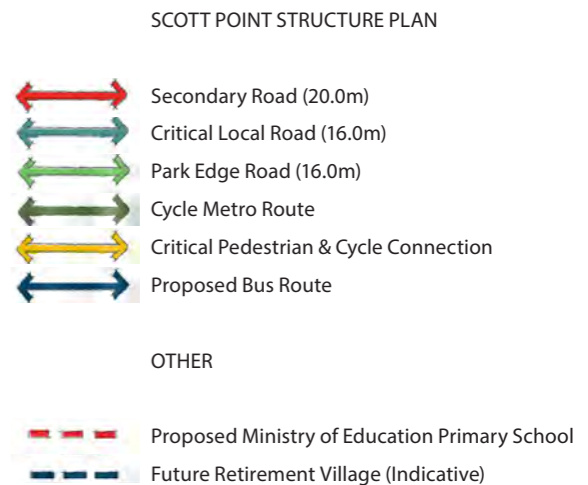 SCOTT POINT STRUCTURE PLAN
Secondary Road (20.0m)
Critical Local Road (16.0m)
Park Edge Road (16.0m)
Cycle Metro Route
Critical Pedestrian & Cycle Connection
Proposed Bus Route
OTHER
Proposed Ministry of Education Primary School
Future Retirement Village (Indicative)